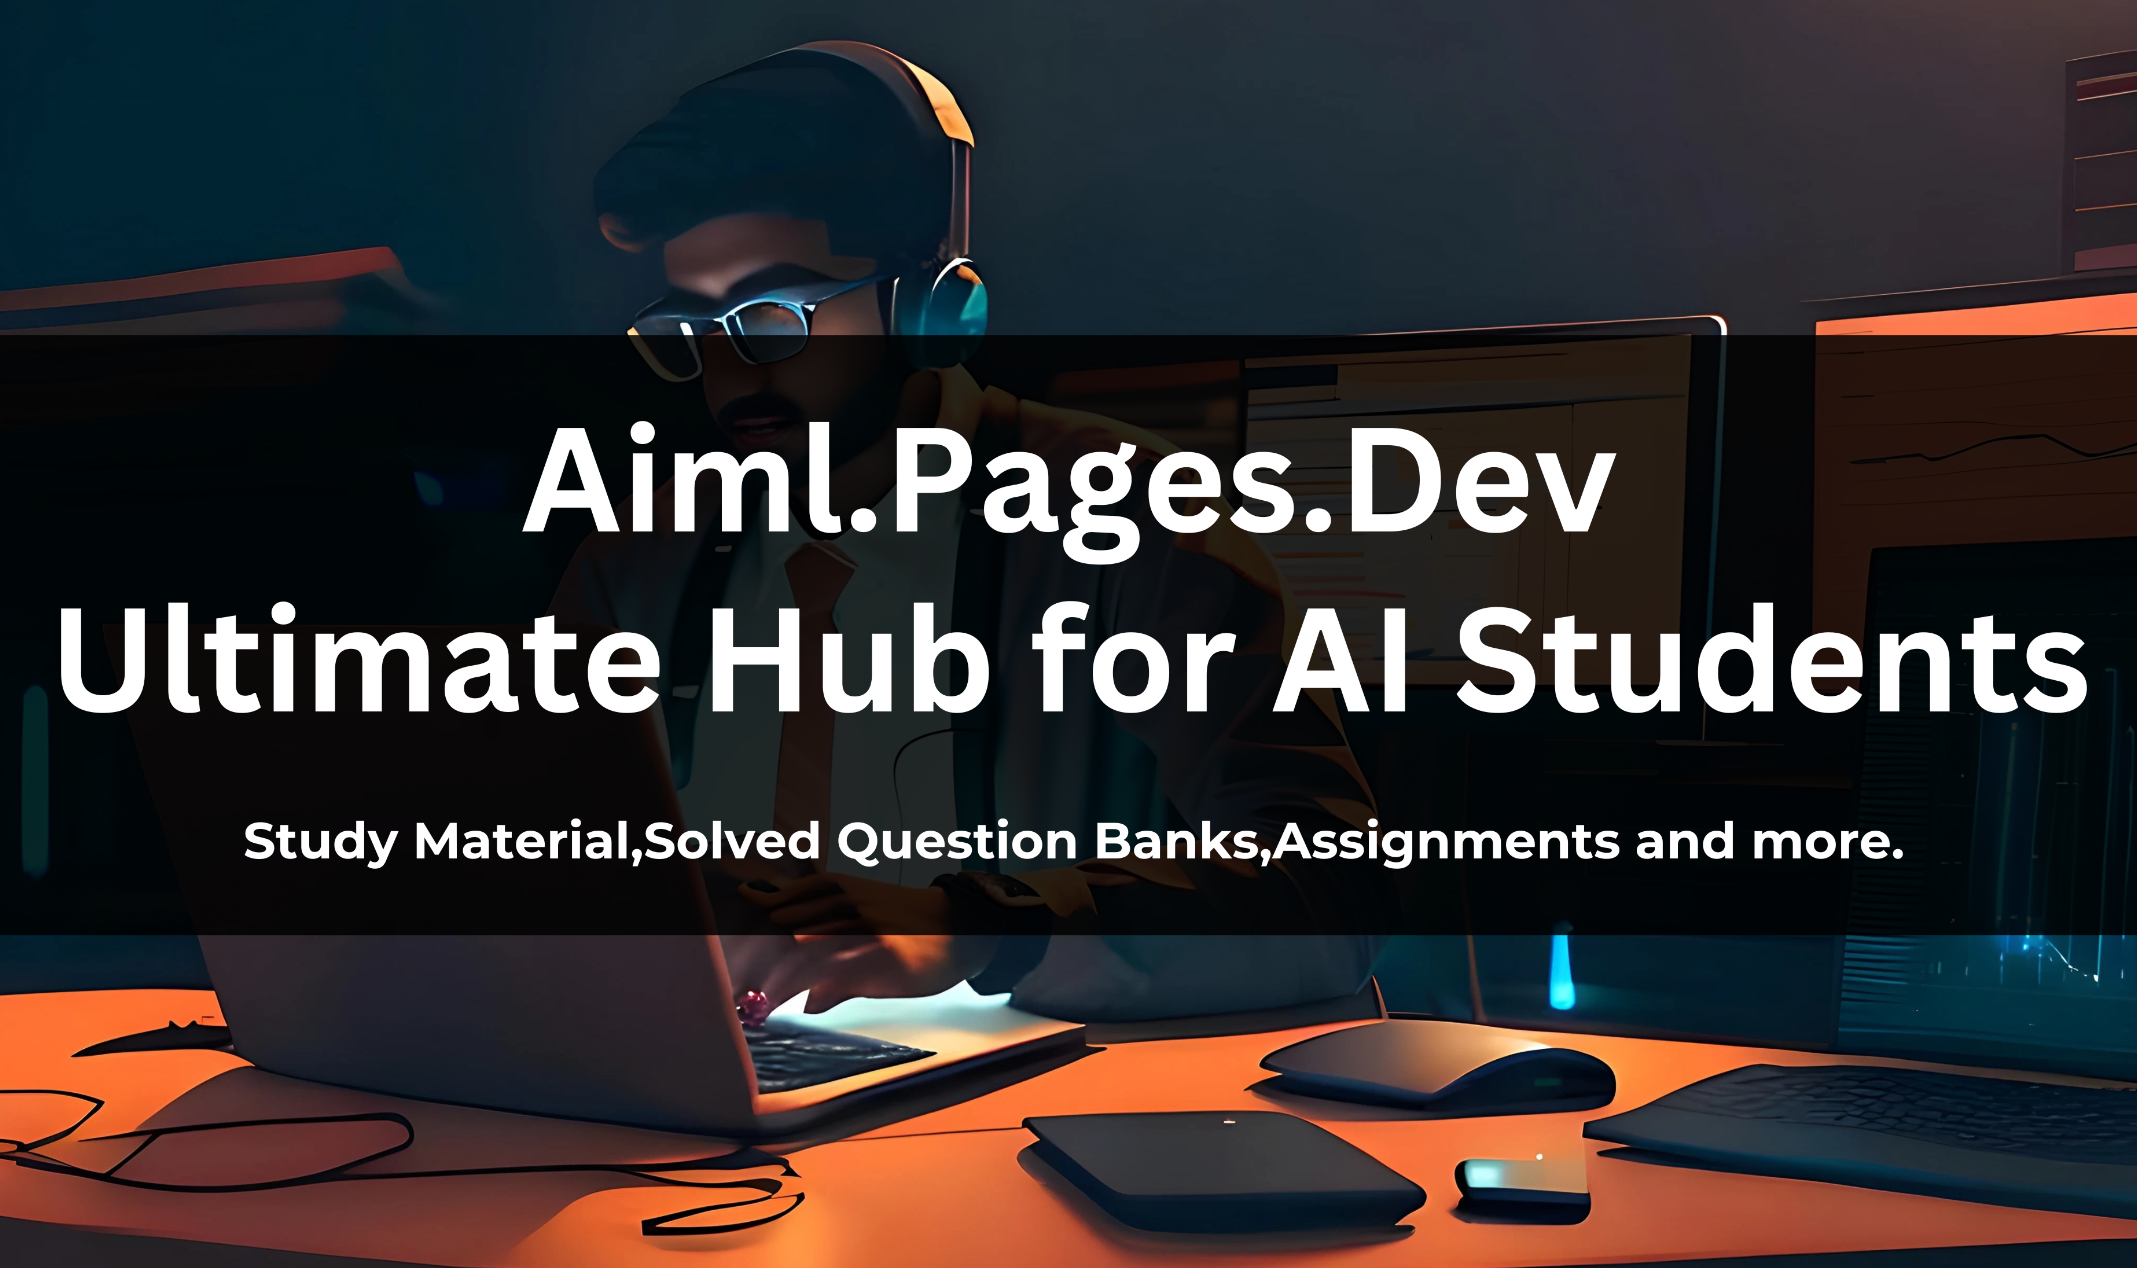 Aiml.Pages.Dev
Ultimate Hub for AI Students
Study Material,Solved Question Banks,Assignments and more.